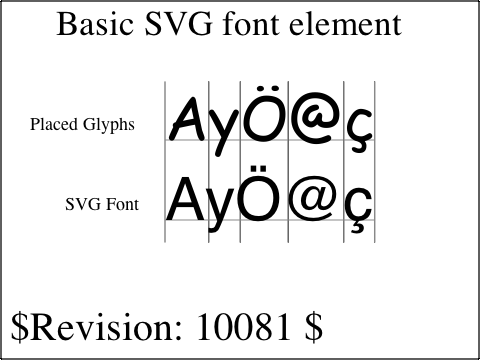 Basic SVG font element
Placed Glyphs AyÖ@ç
SVG Font AyÖ@ç
$Revision: 10081 $